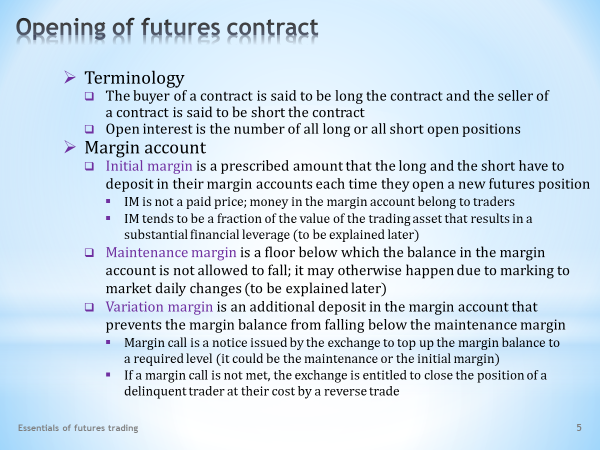 Opening of futures contract
Terminology
The buyer of a contract is said to be long the contract and the seller of
a contract is said to be short the contract
Open interest is the number of all long or all short open positions
Margin account
Initial margin is a prescribed amount that the long and the short have to
deposit in their margin accounts each time they open a new futures position
IM is not a paid price; money in the margin account belong to traders
IM tends to be a fraction of the value of the trading asset that results in a
substantial financial leverage (to be explained later)
Maintenance margin is a floor below which the balance in the margin
account is not allowed to fall; it may otherwise happen due to marking to
market daily changes (to be explained later)
Variation margin is an additional deposit in the margin account that
prevents the margin balance from falling below the maintenance margin
Margin call is a notice issued by the exchange to top up the margin balance to
a required level (it could be the maintenance or the initial margin)
If a margin call is not met, the exchange is entitled to close the position of a
delinquent trader at their cost by a reverse trade
Essentials of futures trading
5